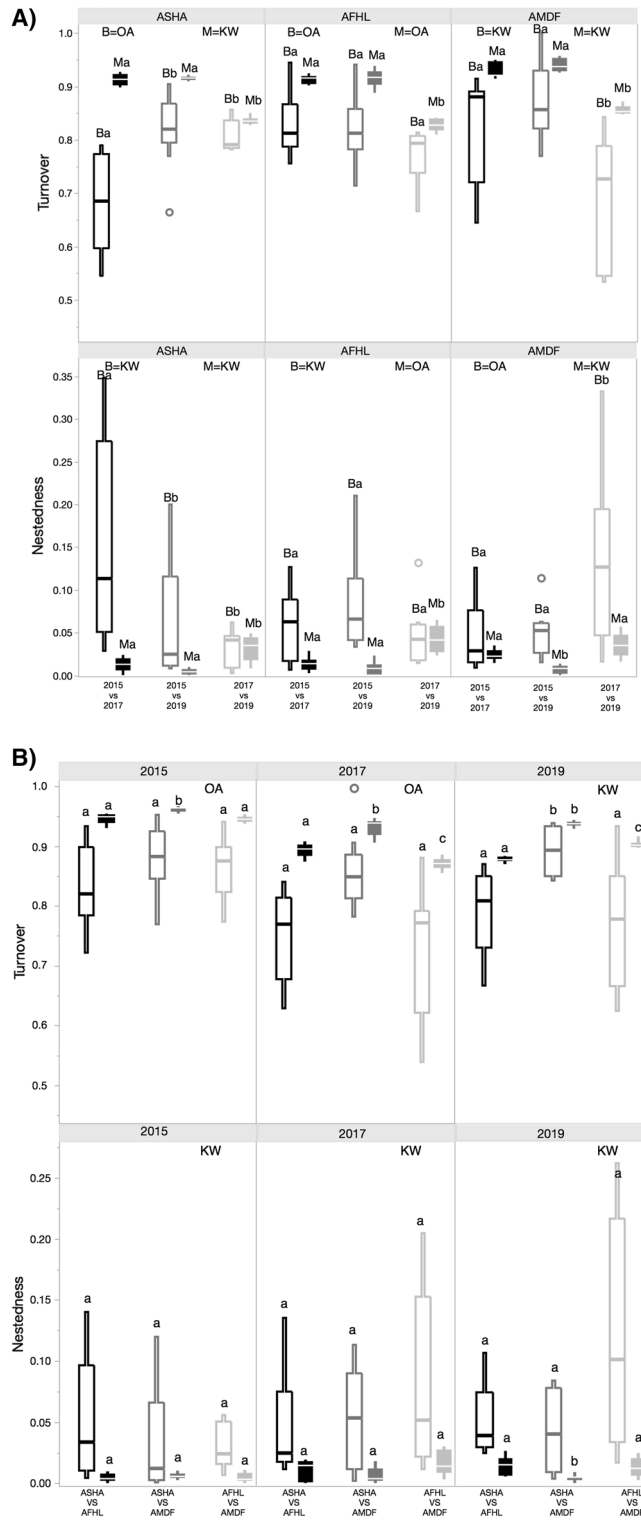 A)
ASHA AFHL AMDF
B=OA M=KW B=OA M=OA B=KW M=KW
Turnover
1.0
0.9
0.8
0.7
0.6
0.5
Ba Ma Bb Ma Bb Mb
Ba Ma Ba Ma Ba Mb
Ba Ma Ba Ma Bb Mb
ASHA AFHL AMDF
B=KW M=KW B=KW M=OA B=OA M=KW
Nestedness
0.35
0.30
0.25
0.20
0.15
0.10
0.05
0.00
Ba Ma Bb Ma Bb Mb
Ba Ma Ba Ma Ba Mb
Ba Ma Ba Mb Bb Ma
2015 2015 2017 2015 2015 2017 2015 2015 2017
vs vs vs vs vs vs vs vs vs
2017 2019 2019 2017 2019 2019 2017 2019 2019
B)
2015 2017 2019
OA OA KW
Turnover
1.0
0.9
0.8
0.7
0.6
0.5
a a a b a a
a a a b a c
a a b b a c
2015 2017 2019
KW KW KW
Nestedness
0.25
0.20
0.15
0.10
0.05
0.00
a a a a a a
a a a a a a
a a a b a a
ASHA ASHA AFHL ASHA ASHA AFHL ASHA ASHA AFHL
VS VS VS VS VS VS VS VS VS
AFHL AMDF AMDF AFHL AMDF AMDF AFHL AMDF AMDF